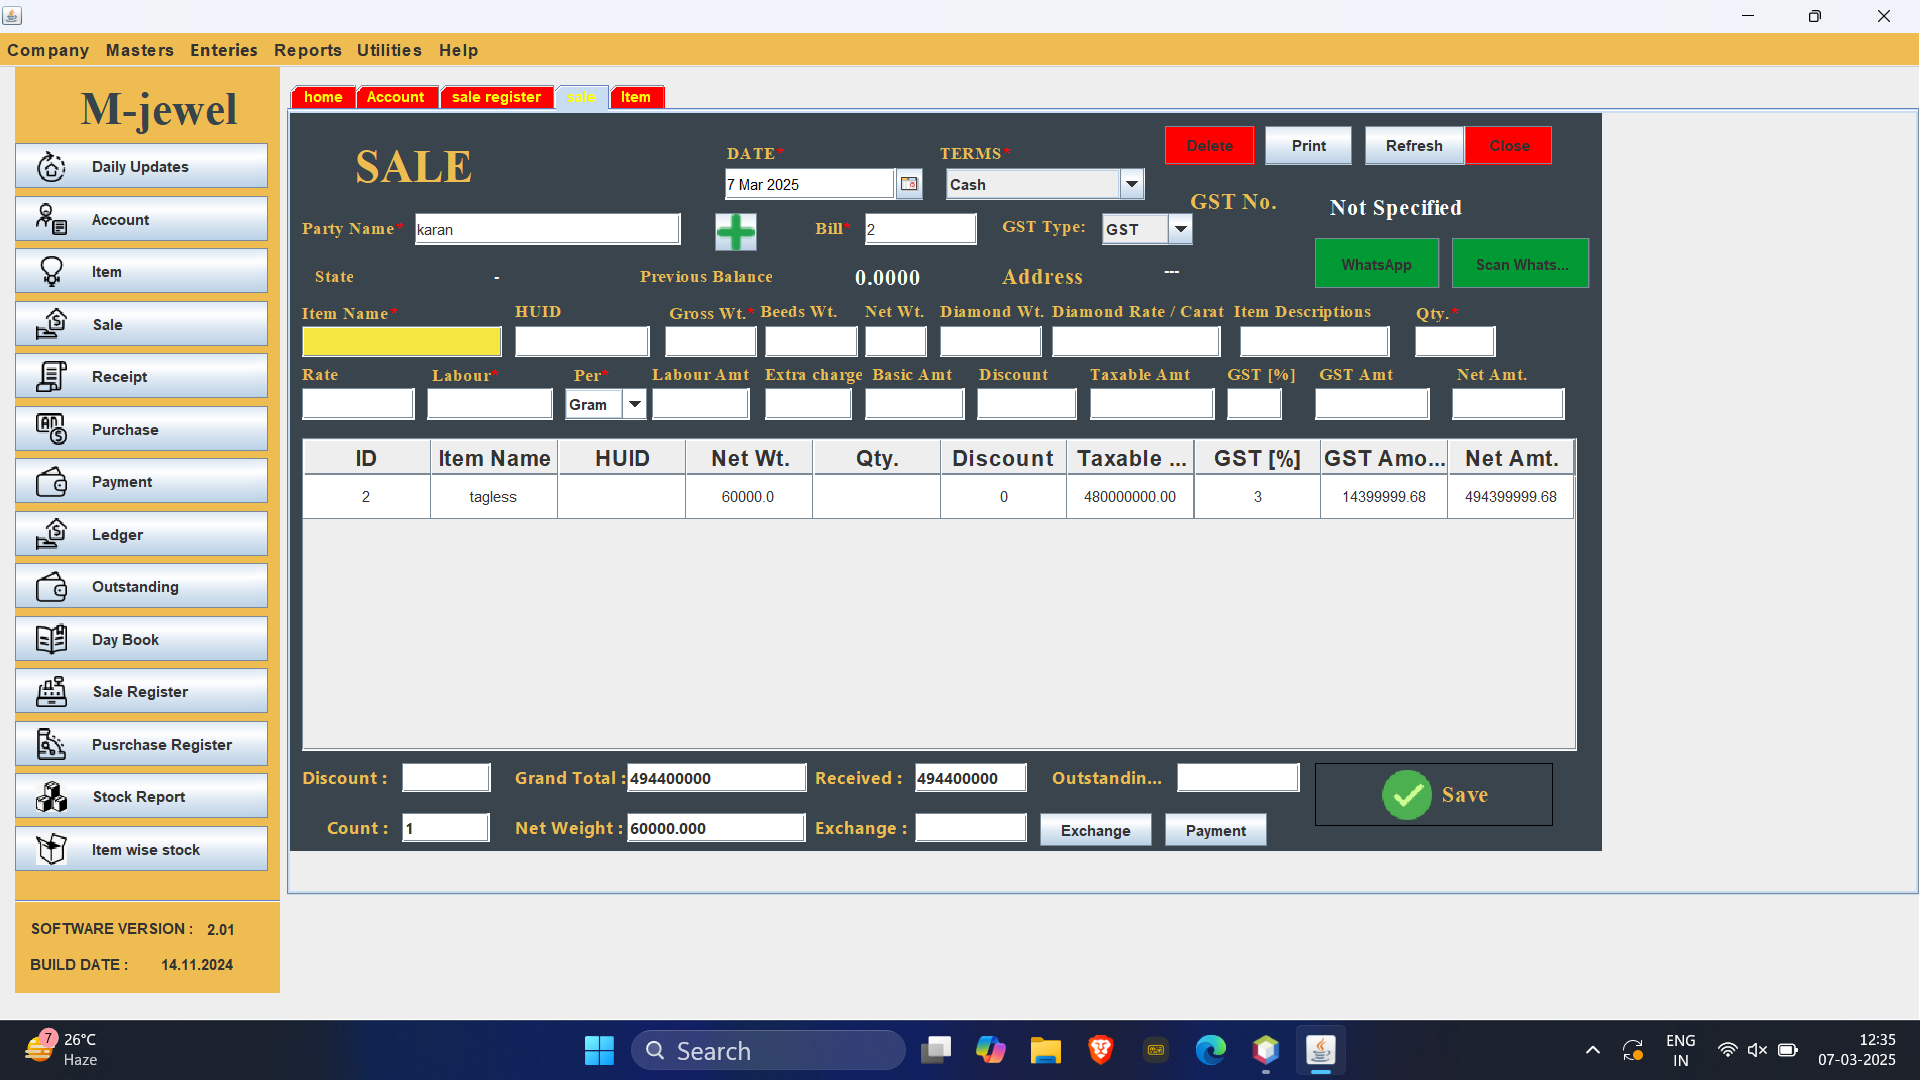 Company Masters Enteries Reports Utilities Help
M-jewel
Daily Updates
Account
Item
Sale
Receipt
Purchase
Payment
Ledger
Outstanding
Day Book
Sale Register
Pusrchase Register
Stock Report
Item wise stock
SOFTWARE VERSION : 2.01
BUILD DATE : 14.11.2024
home Account sale register sale Item
SALE
DATE* TERMS*
7 Mar 2025 Cash
Delete Print Refresh Close
GST No. Not Specified
Party Name* karan Bill* 2 GST Type: GST
WhatsApp Scan Whats...
State - Previous Balance 0.0000 Address ---
Item Name* HUID Gross Wt.* Beeds Wt. Net Wt. Diamond Wt. Diamond Rate / Carat Item Descriptions Qty.*
Rate Labour* Per* Labour Amt Extra charge Basic Amt Discount Taxable Amt GST [%] GST Amt Net Amt.
Gram
ID Item Name HUID Net Wt. Qty. Discount Taxable ... GST [%] GST Amo... Net Amt.
2 tagless 60000.0 0 480000000.00 3 14399999.68 494399999.68
Discount : Grand Total : 494400000 Received : 494400000 Outstandin...
Save
Count : 1 Net Weight : 60000.000 Exchange : Exchange Payment
7 26°C
Haze
Search
ENG
IN
12:35
07-03-2025